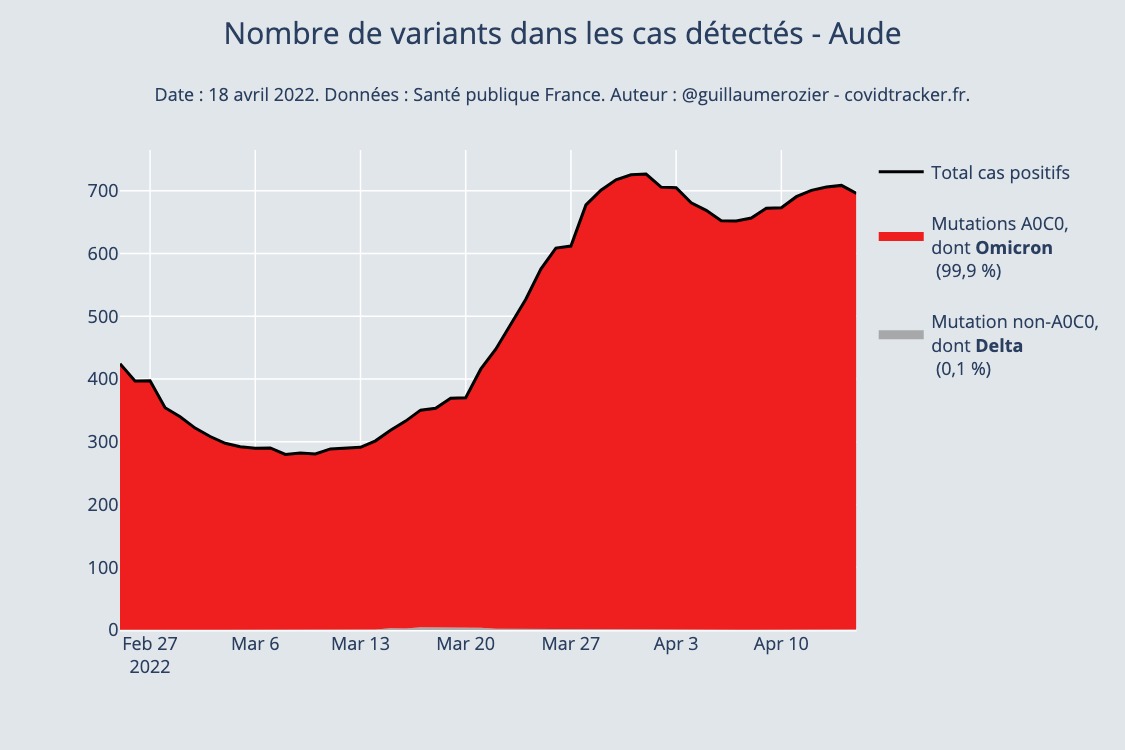 Nombre de variants dans les cas détectés - Aude
Date : 18 avril 2022. Données : Santé publique France. Auteur : @guillaumerozier - covidtracker.fr.
Total cas positifs
Mutations A0C0,
dont Omicron
(99,9 %)
Mutation non-A0C0,
dont Delta
(0,1 %)
700
600
500
400
300
200
100
0
Feb 27
2022
Mar 6
Mar 13
Mar 20
Mar 27
Apr 3
Apr 10